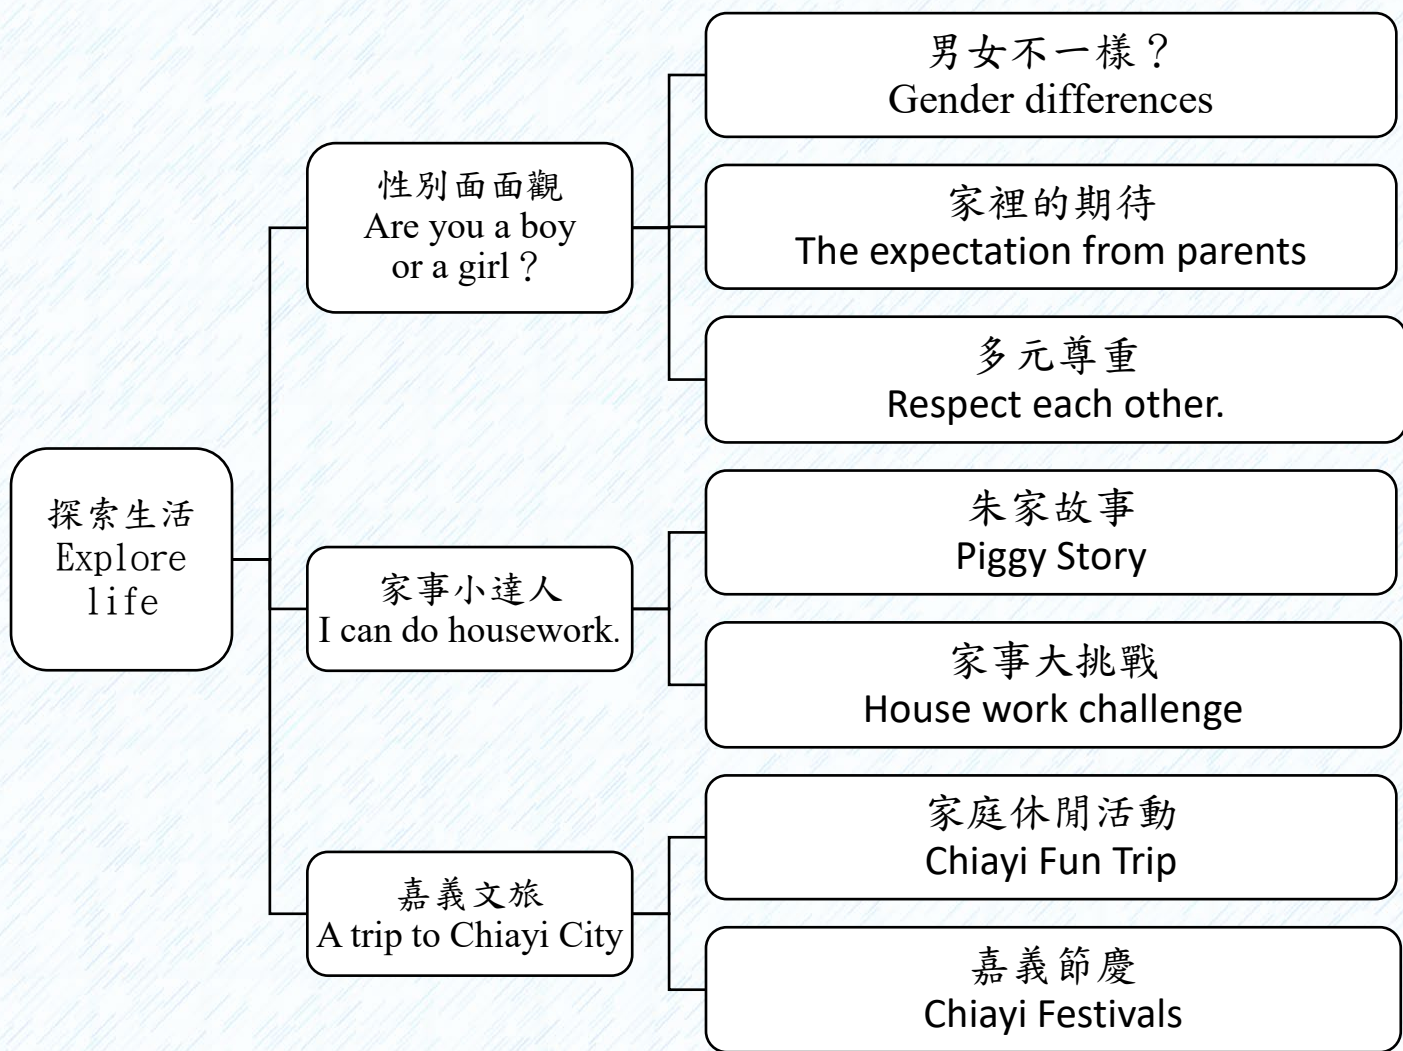 探索生活
Explore
life
性別面面觀
Are you a boy
or a girl？
男女不一樣？
Gender differences
家裡的期待
The expectation from parents
多元尊重
Respect each other.
家事小達人
I can do housework.
朱家故事
Piggy Story
家事大挑戰
House work challenge
嘉義文旅
A trip to Chiayi City
家庭休閒活動
Chiayi Fun Trip
嘉義節慶
Chiayi Festivals